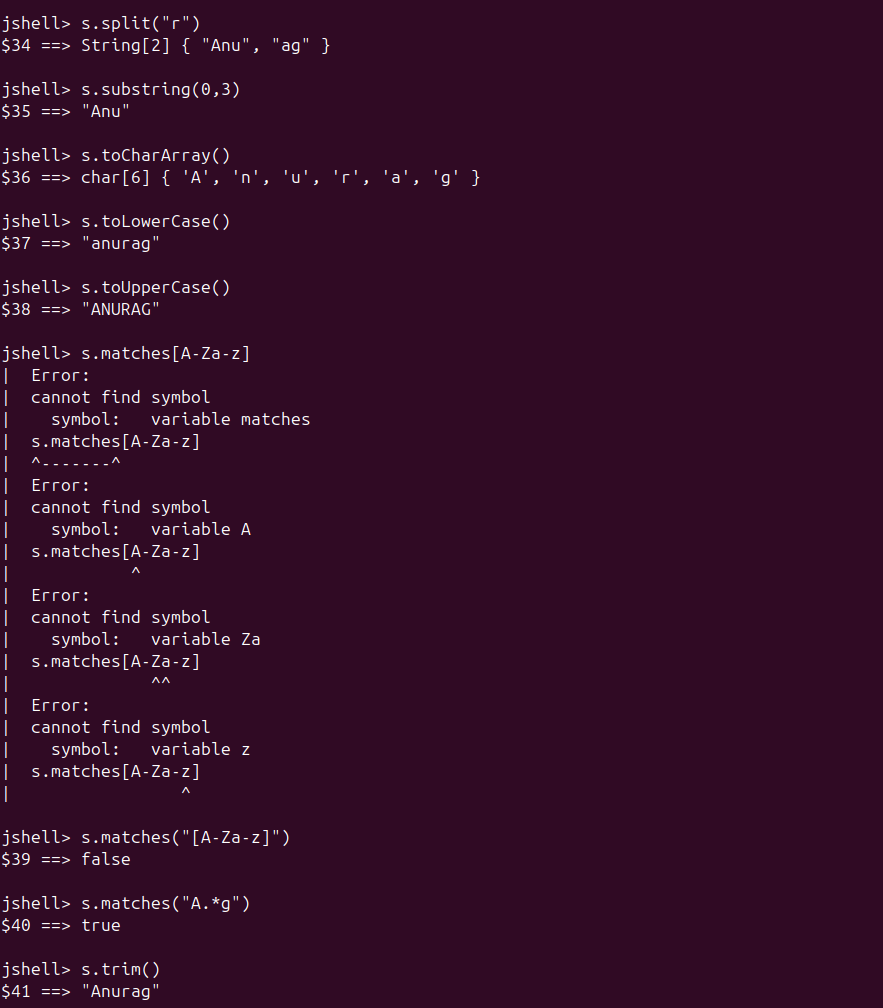 jshell> s.split("r")
$34 ==> String[2] { "Anu", "ag" }
jshell> s.substring(0,3)
$35 ==> "Anu"
jshell> s.toCharArray()
$36 ==> char[6] { 'A', 'n', 'u', 'r', 'a', 'g' }
jshell> s.toLowerCase()
$37 ==> "anurag"
jshell> s.toUpperCase()
$38 ==> "ANURAG"
jshell> s.matches[A-Za-z]
|  Error:
|  cannot find symbol
|    symbol:   variable matches
|  s.matches[A-Za-z]
|  ^-------^
|  Error:
|  cannot find symbol
|    symbol:   variable A
|  s.matches[A-Za-z]
|            ^
|  Error:
|  cannot find symbol
|    symbol:   variable Za
|  s.matches[A-Za-z]
|              ^^
|  Error:
|  cannot find symbol
|    symbol:   variable z
|  s.matches[A-Za-z]
|                 ^
jshell> s.matches("[A-Za-z]")
$39 ==> false
jshell> s.matches("A.*g")
$40 ==> true
jshell> s.trim()
$41 ==> "Anurag"